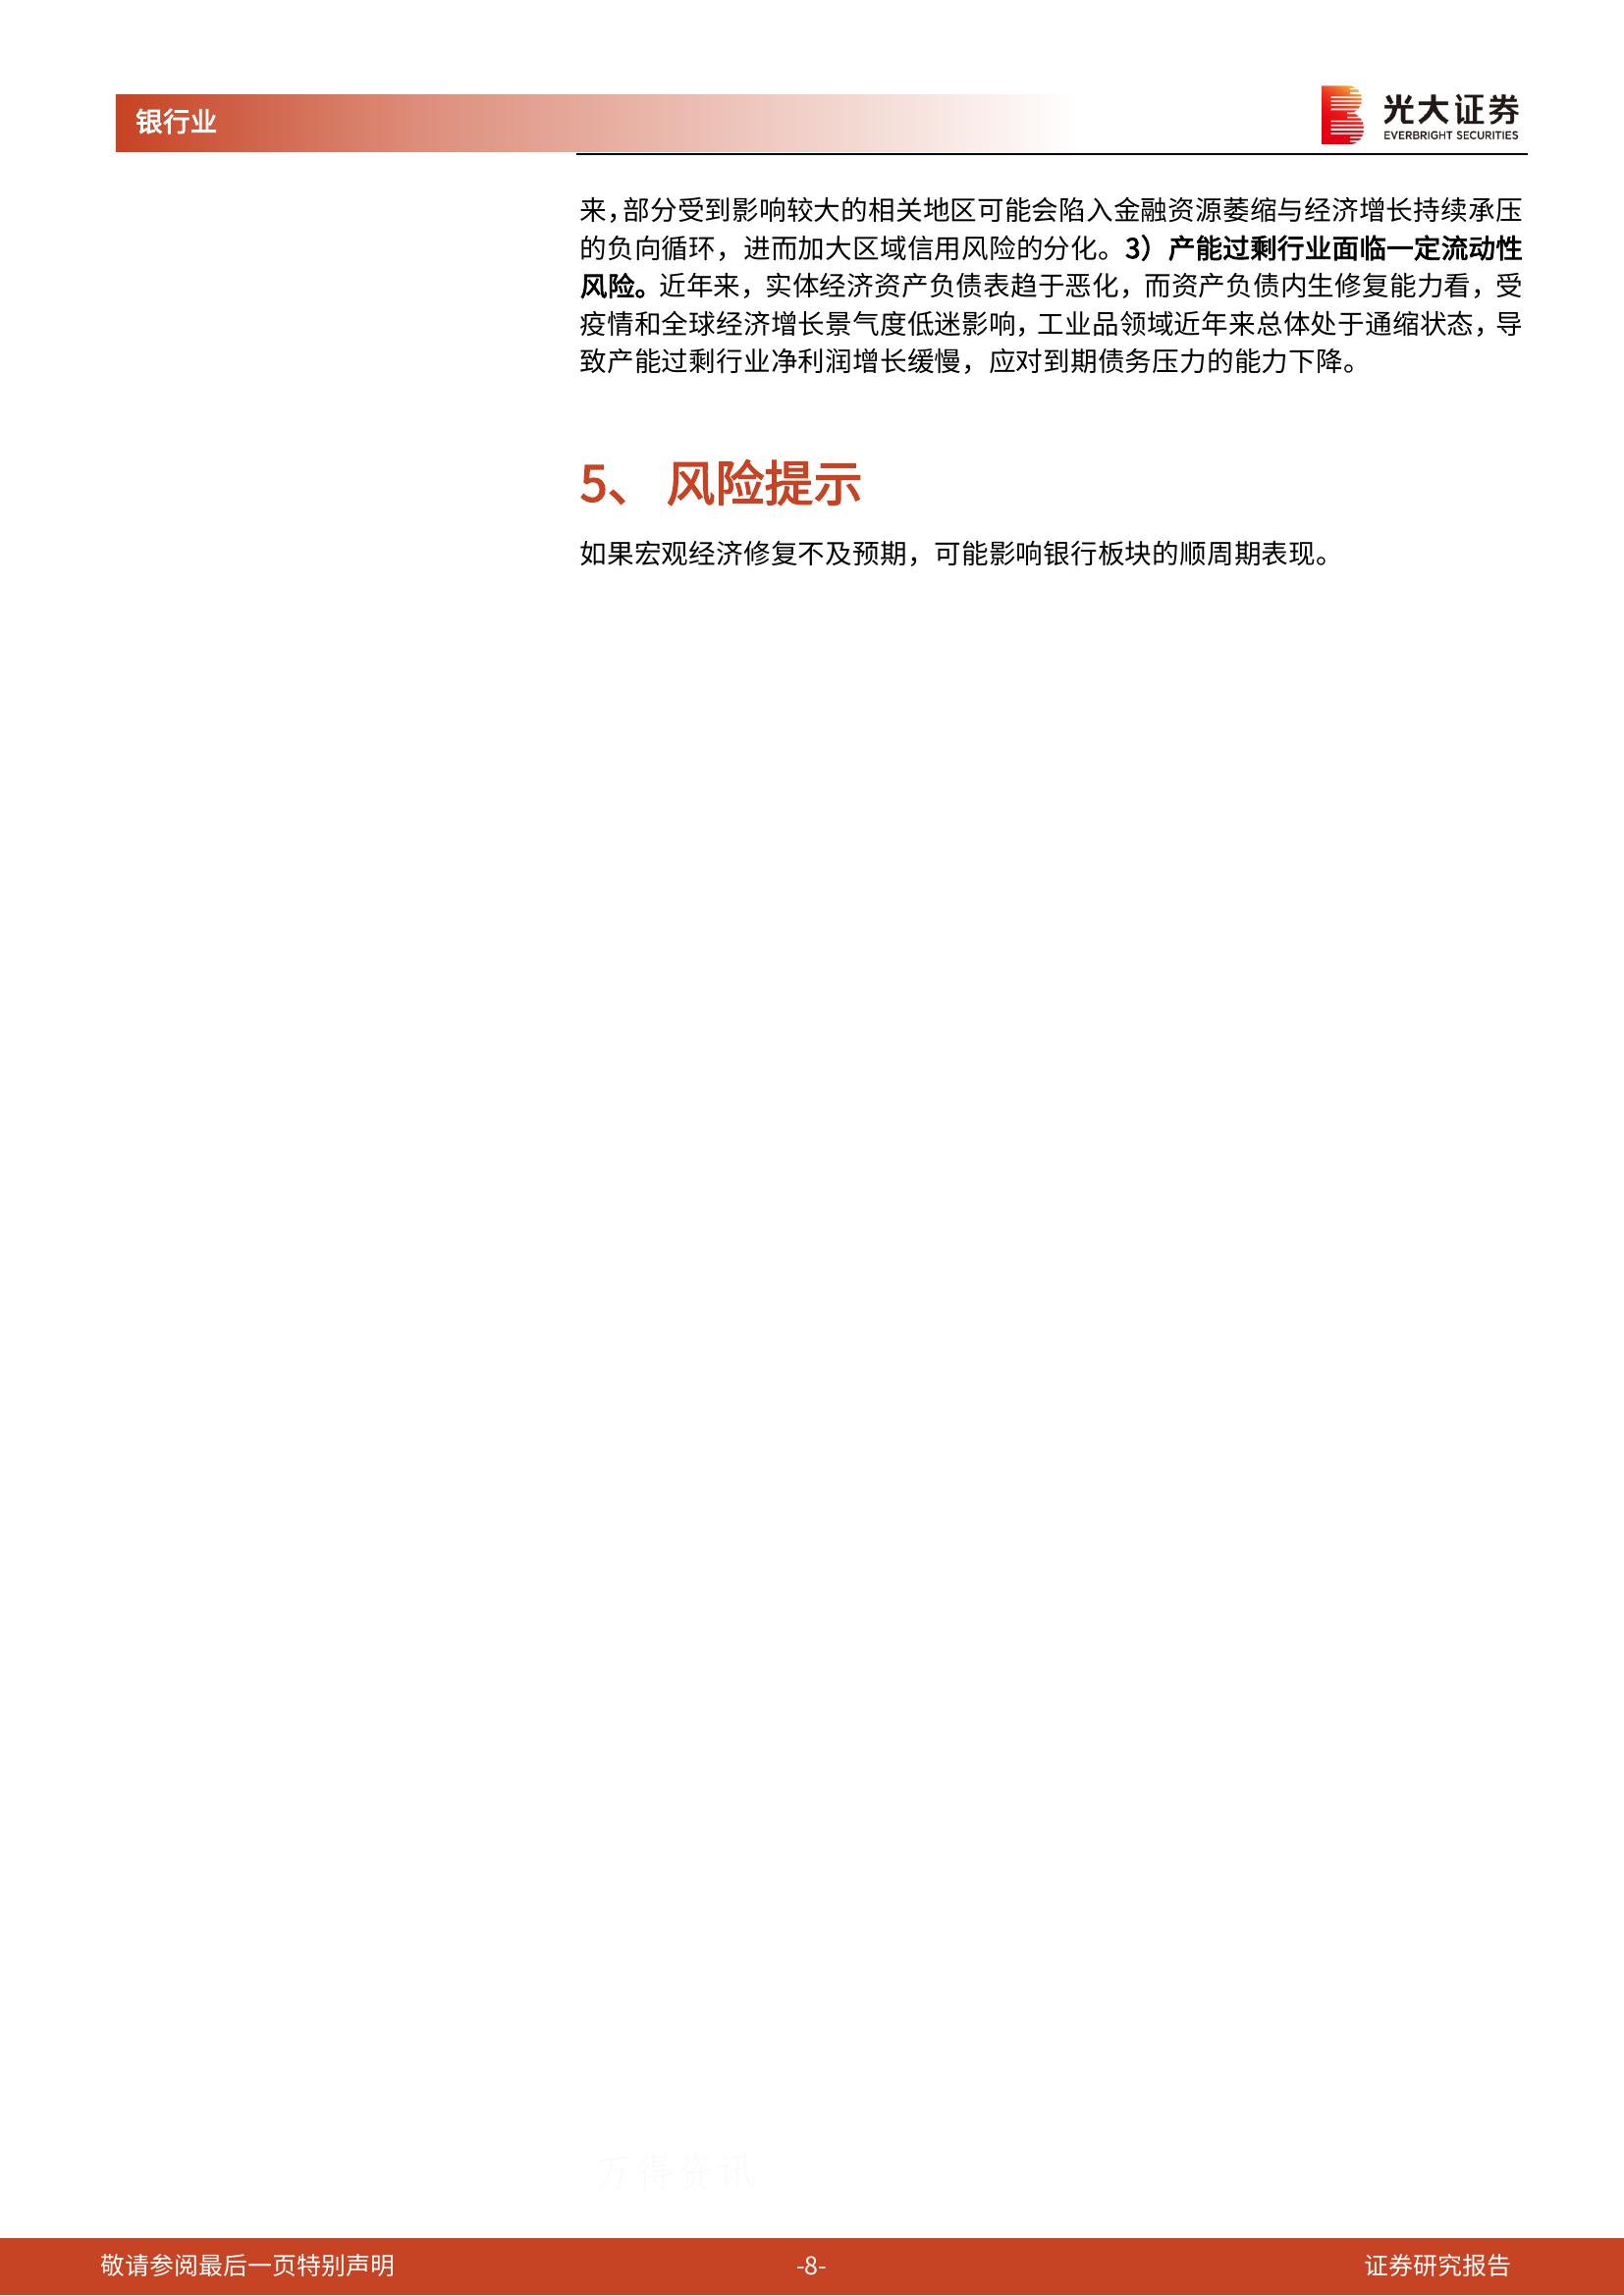 银行业
光大证券
EVERBRIGHT SECURITIES
来，部分受到影响较大的相关地区可能会陷入金融资源萎缩与经济增长持续承压
的负向循环，进而加大区域信用风险的分化。3）产能过剩行业面临一定流动性
风险。近年来，实体经济资产负债表趋于恶化，而资产负债内生修复能力看，受
疫情和全球经济增长景气度低迷影响，工业品领域近年来总体处于通缩状态，导
致产能过剩行业净利润增长缓慢，应对到期债务压力的能力下降。
5、 风险提示
如果宏观经济修复不及预期，可能影响银行板块的顺周期表现。
万得资讯
敬请参阅最后一页特别声明
-8-
证券研究报告